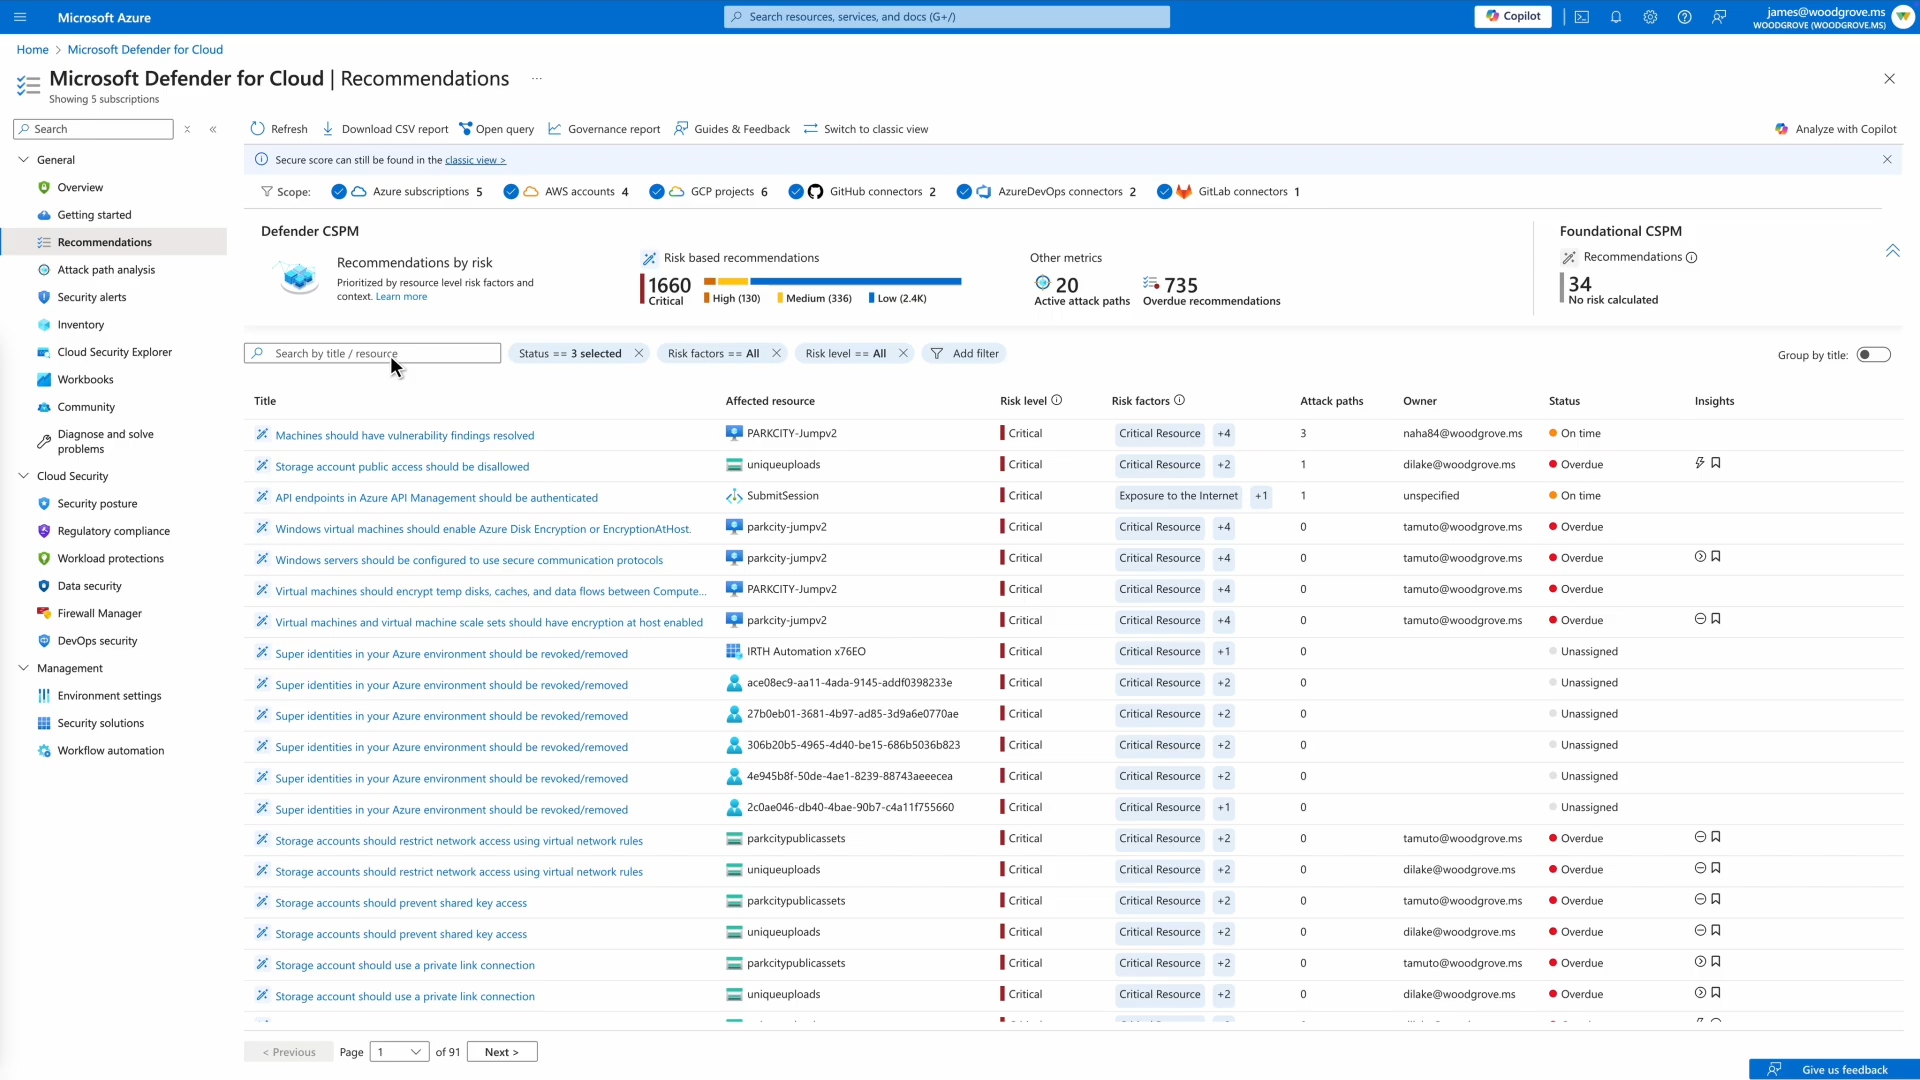 Microsoft Azure
Search resources, services, and docs (G+/)
Copilot
james@woodgrove.ms
WOODGROVE (WOODGROVE.MS)
Home > Microsoft Defender for Cloud
Microsoft Defender for Cloud | Recommendations ...
Showing 5 subscriptions
Search
General
Overview
Getting started
Recommendations
Attack path analysis
Security alerts
Inventory
Cloud Security Explorer
Workbooks
Community
Diagnose and solve
problems
Cloud Security
Security posture
Regulatory compliance
Workload protections
Data security
Firewall Manager
DevOps security
Management
Environment settings
Security solutions
Workflow automation
Refresh Download CSV report Open query Governance report Guides & Feedback Switch to classic view Analyze with Copilot
Secure score can still be found in the classic view >
Scope: Azure subscriptions 5 AWS accounts 4 GCP projects 6 GitHub connectors 2 AzureDevOps connectors 2 GitLab connectors 1
Defender CSPM
Recommendations by risk
Prioritized by resource level risk factors and
context. Learn more
Risk based recommendations
1660
Critical
High (130) Medium (336) Low (2.4K)
Other metrics
20
Active attack paths
735
Overdue recommendations
Foundational CSPM
Recommendations
34
No risk calculated
Search by title / resource Status == 3 selected Risk factors == All Risk level == All Add filter Group by title:
Title Affected resource Risk level Risk factors Attack paths Owner Status Insights
Machines should have vulnerability findings resolved PARKCITY-Jumpv2 Critical Critical Resource +4 3 naha84@woodgrove.ms On time
Storage account public access should be disallowed uniqueuploads Critical Critical Resource +2 1 dilake@woodgrove.ms Overdue
API endpoints in Azure API Management should be authenticated SubmitSession Critical Exposure to the Internet +1 1 unspecified On time
Windows virtual machines should enable Azure Disk Encryption or EncryptionAtHost. parkcity-jumpv2 Critical Critical Resource +4 0 tamuto@woodgrove.ms Overdue
Windows servers should be configured to use secure communication protocols parkcity-jumpv2 Critical Critical Resource +4 0 tamuto@woodgrove.ms Overdue
Virtual machines should encrypt temp disks, caches, and data flows between Compute... PARKCITY-Jumpv2 Critical Critical Resource +4 0 tamuto@woodgrove.ms Overdue
Virtual machines and virtual machine scale sets should have encryption at host enabled parkcity-jumpv2 Critical Critical Resource +4 0 tamuto@woodgrove.ms Overdue
Super identities in your Azure environment should be revoked/removed IRTH Automation x76EO Critical Critical Resource +1 0 Unassigned
Super identities in your Azure environment should be revoked/removed ace08ec9-aa11-4ada-9145-addf0398233e Critical Critical Resource +2 0 Unassigned
Super identities in your Azure environment should be revoked/removed 27b0eb01-3681-4b97-ad85-3d9a6e0770ae Critical Critical Resource +2 0 Unassigned
Super identities in your Azure environment should be revoked/removed 306b20b5-4965-4d40-be15-686b5036b823 Critical Critical Resource +2 0 Unassigned
Super identities in your Azure environment should be revoked/removed 4e945b8f-50de-4ae1-8239-88743aeeecea Critical Critical Resource +2 0 Unassigned
Super identities in your Azure environment should be revoked/removed 2c0ae046-db40-4bae-90b7-c4a11f755660 Critical Critical Resource +1 0 Unassigned
Storage accounts should restrict network access using virtual network rules parkcitypublicassets Critical Critical Resource +2 0 tamuto@woodgrove.ms Overdue
Storage accounts should restrict network access using virtual network rules uniqueuploads Critical Critical Resource +2 0 dilake@woodgrove.ms Overdue
Storage accounts should prevent shared key access parkcitypublicassets Critical Critical Resource +2 0 tamuto@woodgrove.ms Overdue
Storage accounts should prevent shared key access uniqueuploads Critical Critical Resource +2 0 dilake@woodgrove.ms Overdue
Storage account should use a private link connection parkcitypublicassets Critical Critical Resource +2 0 tamuto@woodgrove.ms Overdue
Storage account should use a private link connection uniqueuploads Critical Critical Resource +2 0 dilake@woodgrove.ms Overdue
< Previous Page 1 of 91 Next >
Give us feedback